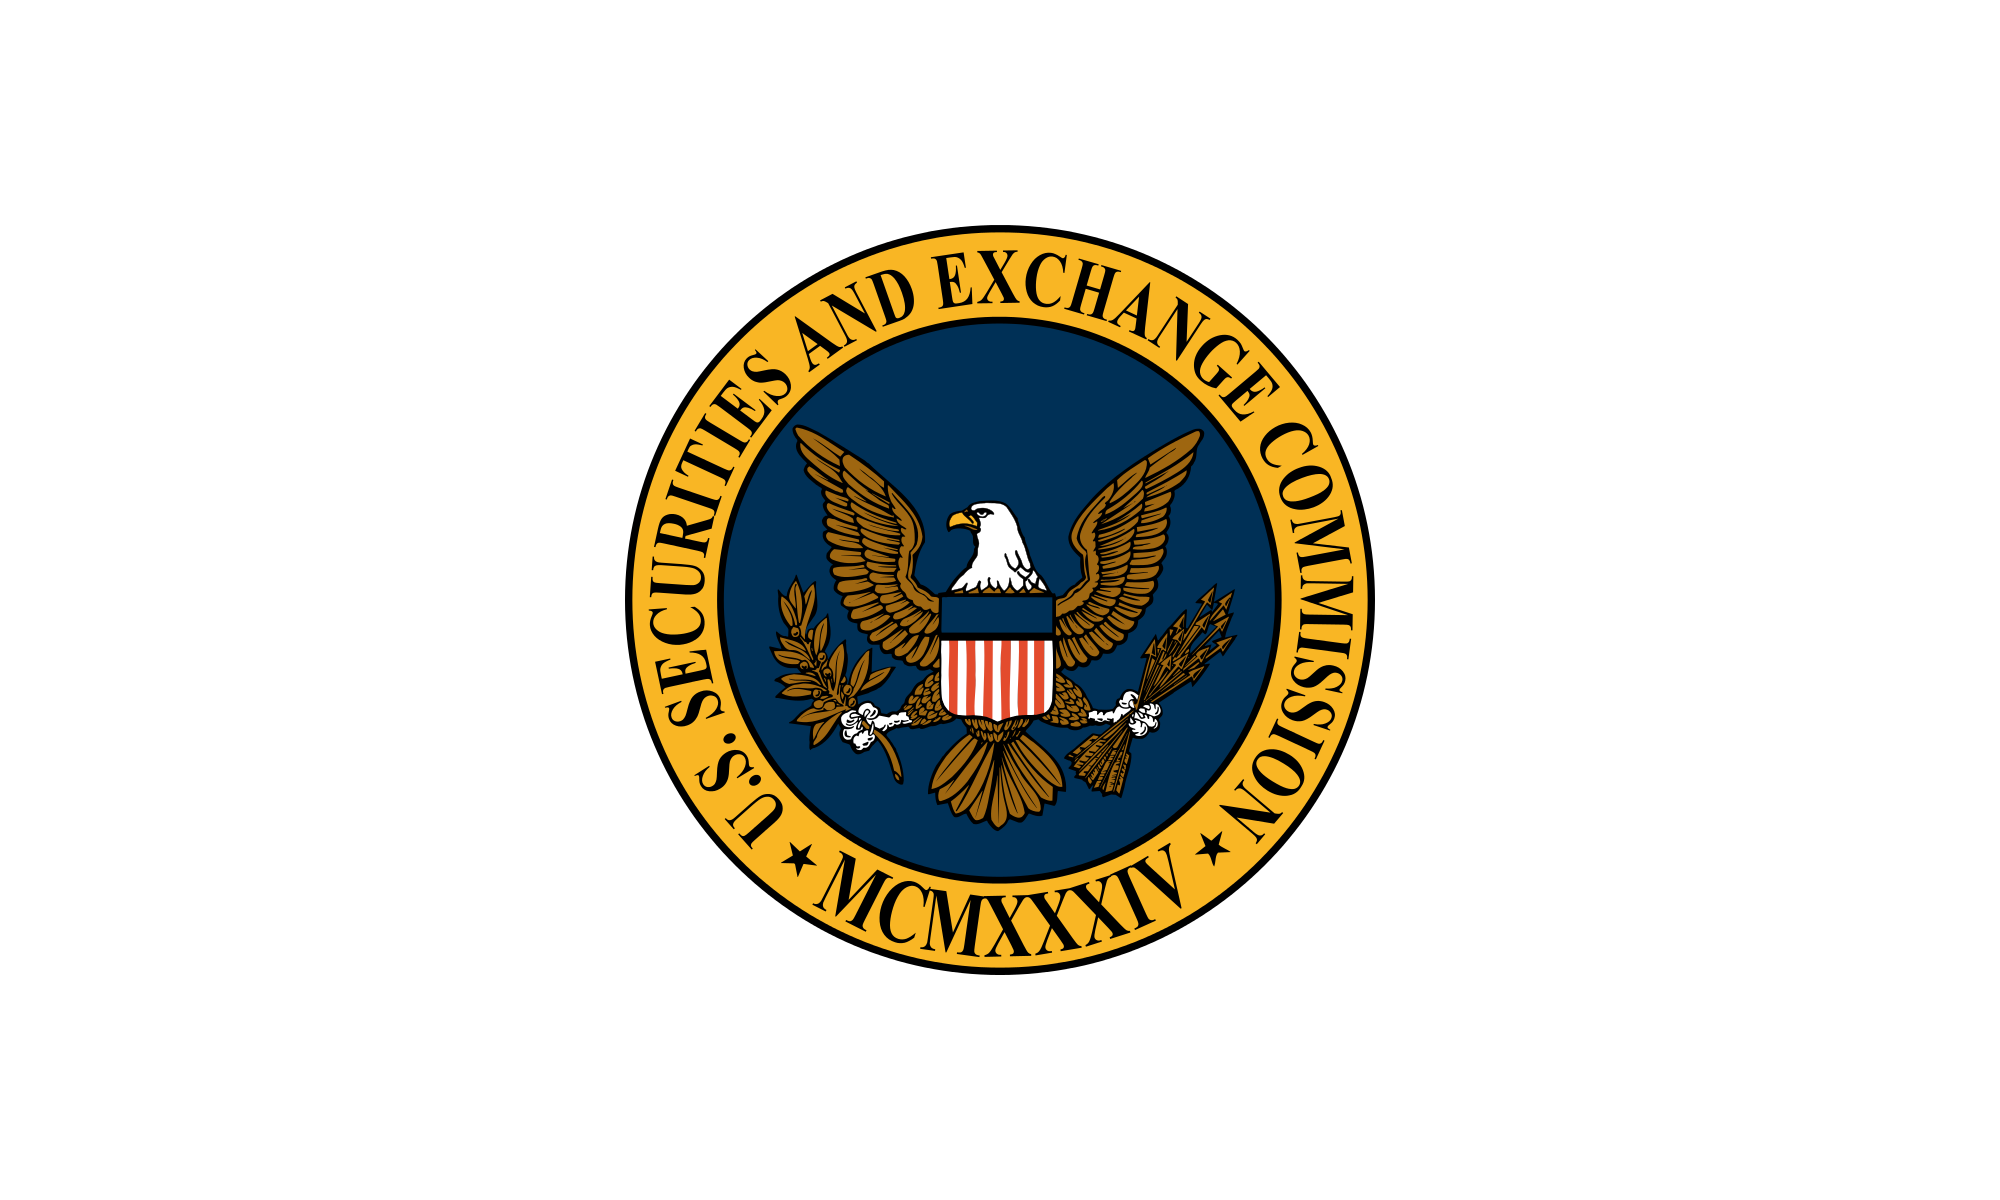 U.S. SECURITIES AND EXCHANGE COMMISSION
MCMXXXIV